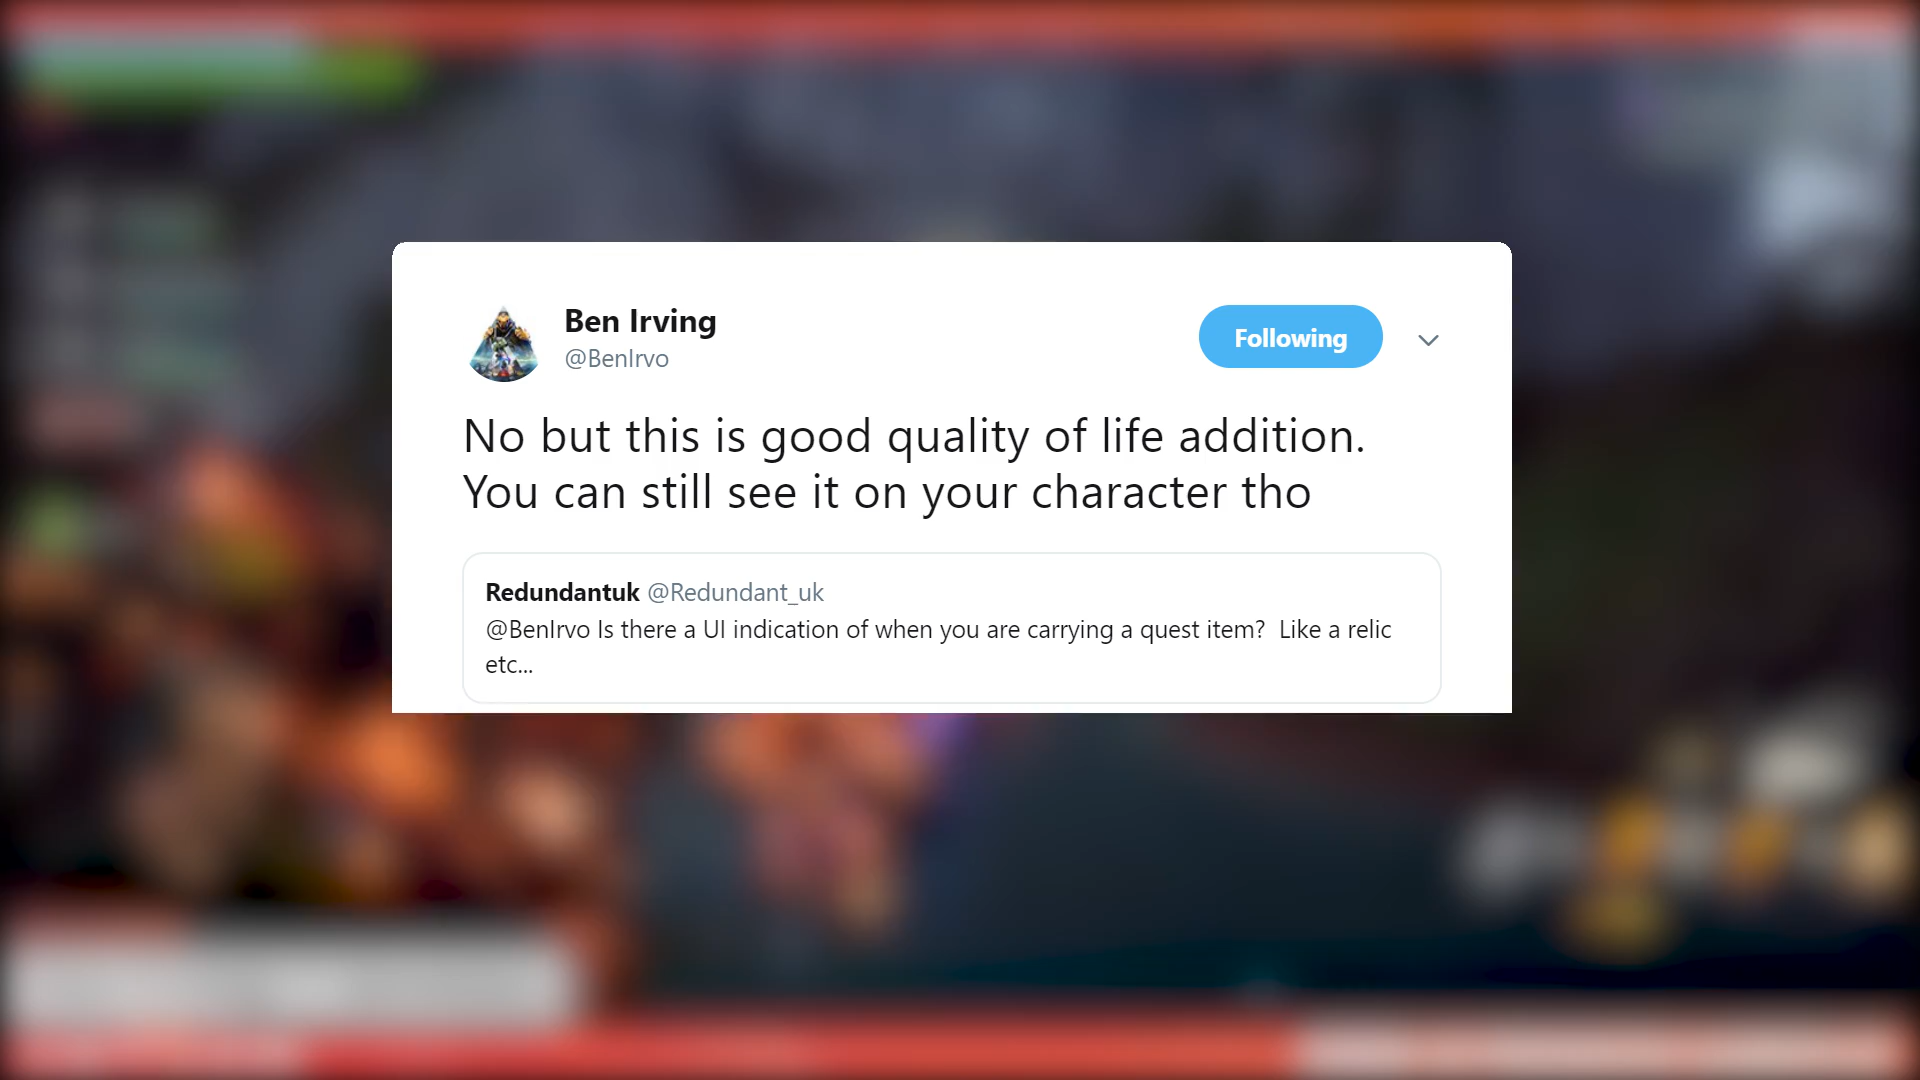 Ben Irving
@BenIrvo
Following
No but this is good quality of life addition.
You can still see it on your character tho
Redundantuk @Redundant_uk
@BenIrvo Is there a UI indication of when you are carrying a quest item?  Like a relic
etc...